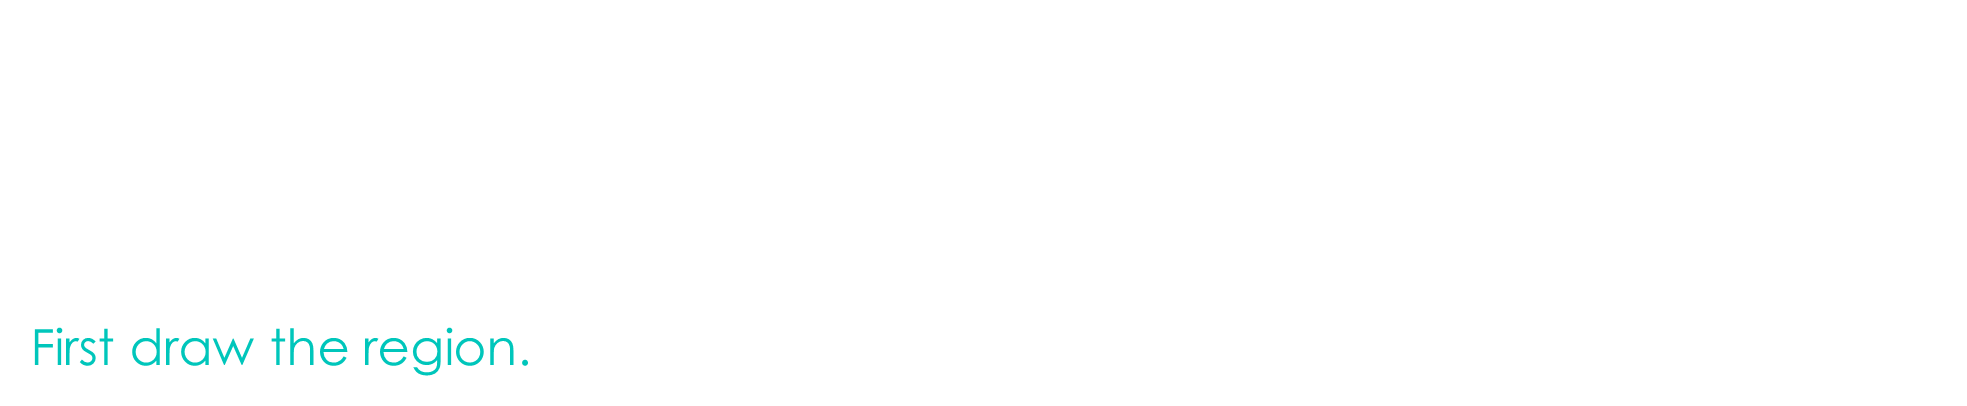 First draw the region.